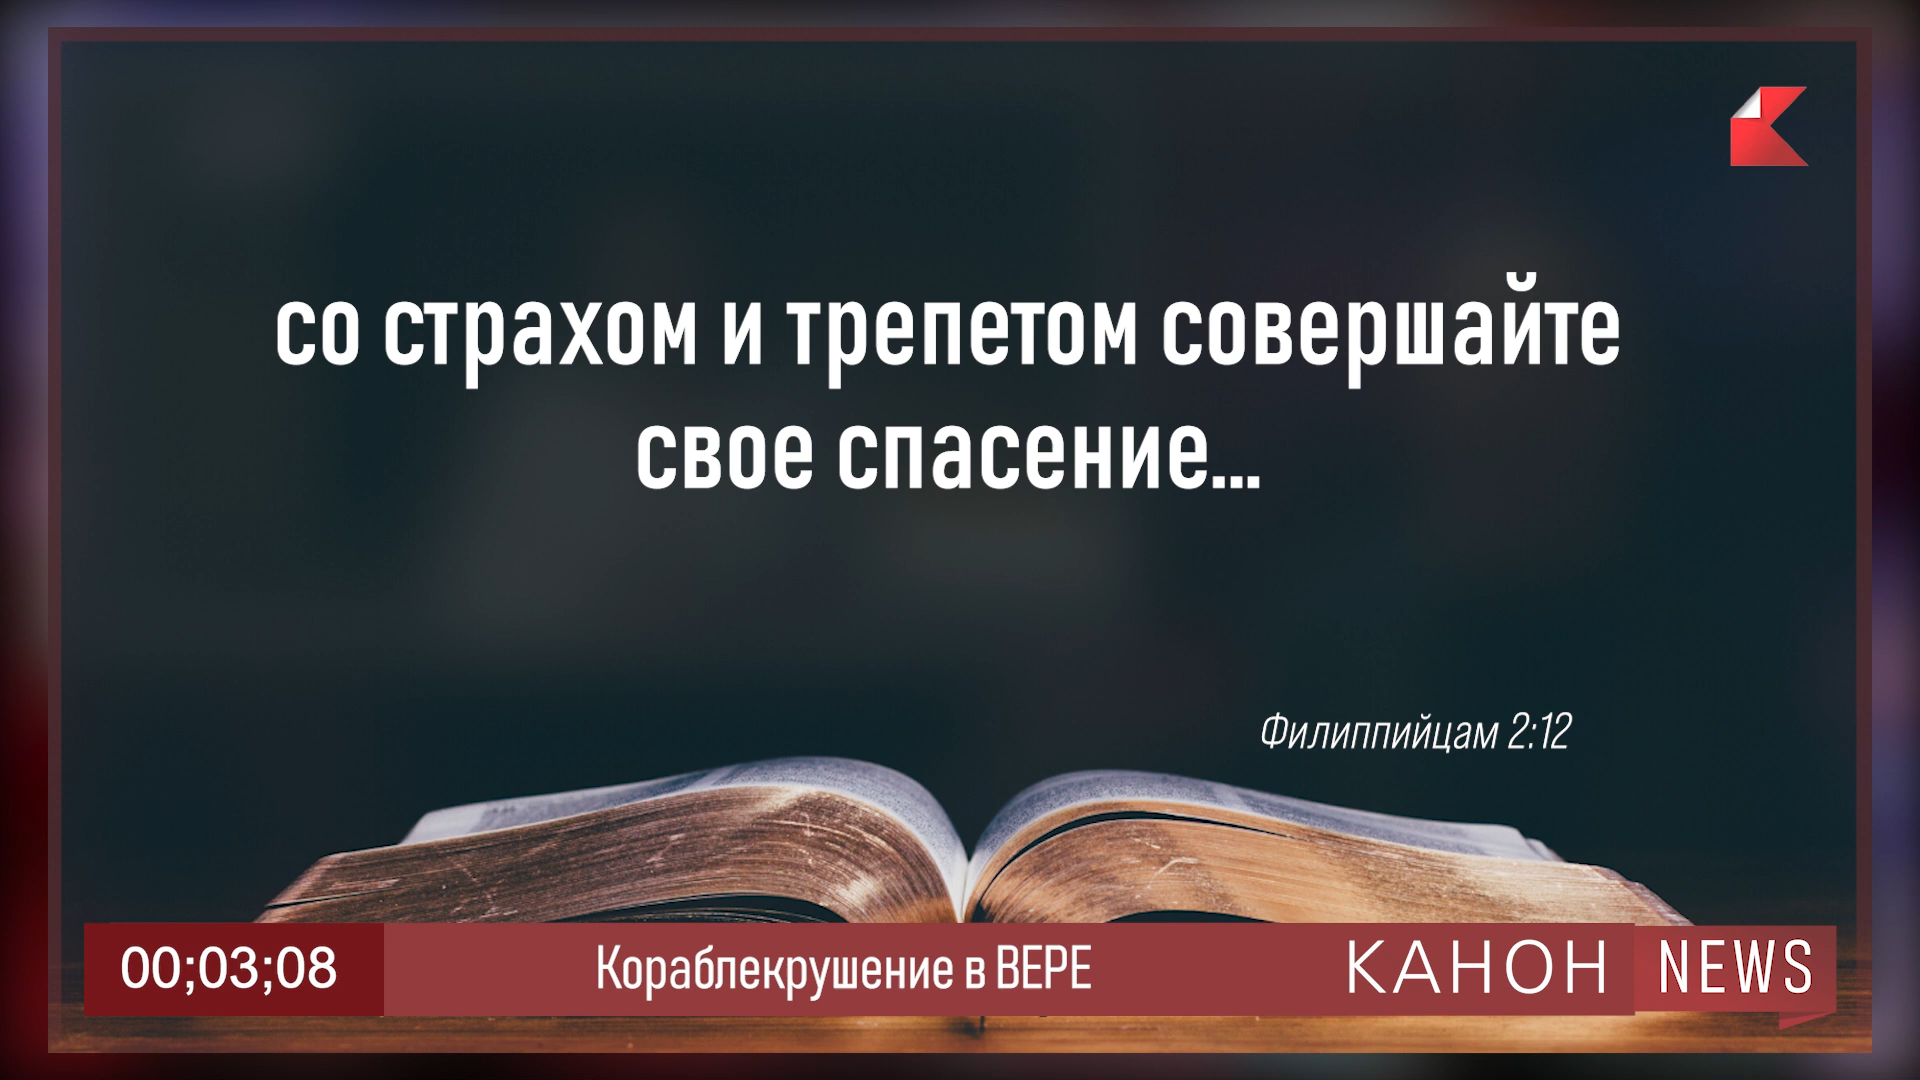 со страхом и трепетом совершайте
свое спасение...
Филиппийцам 2:12
00;03;08
Кораблекрушение в ВЕРЕ
КАНОН NEWS